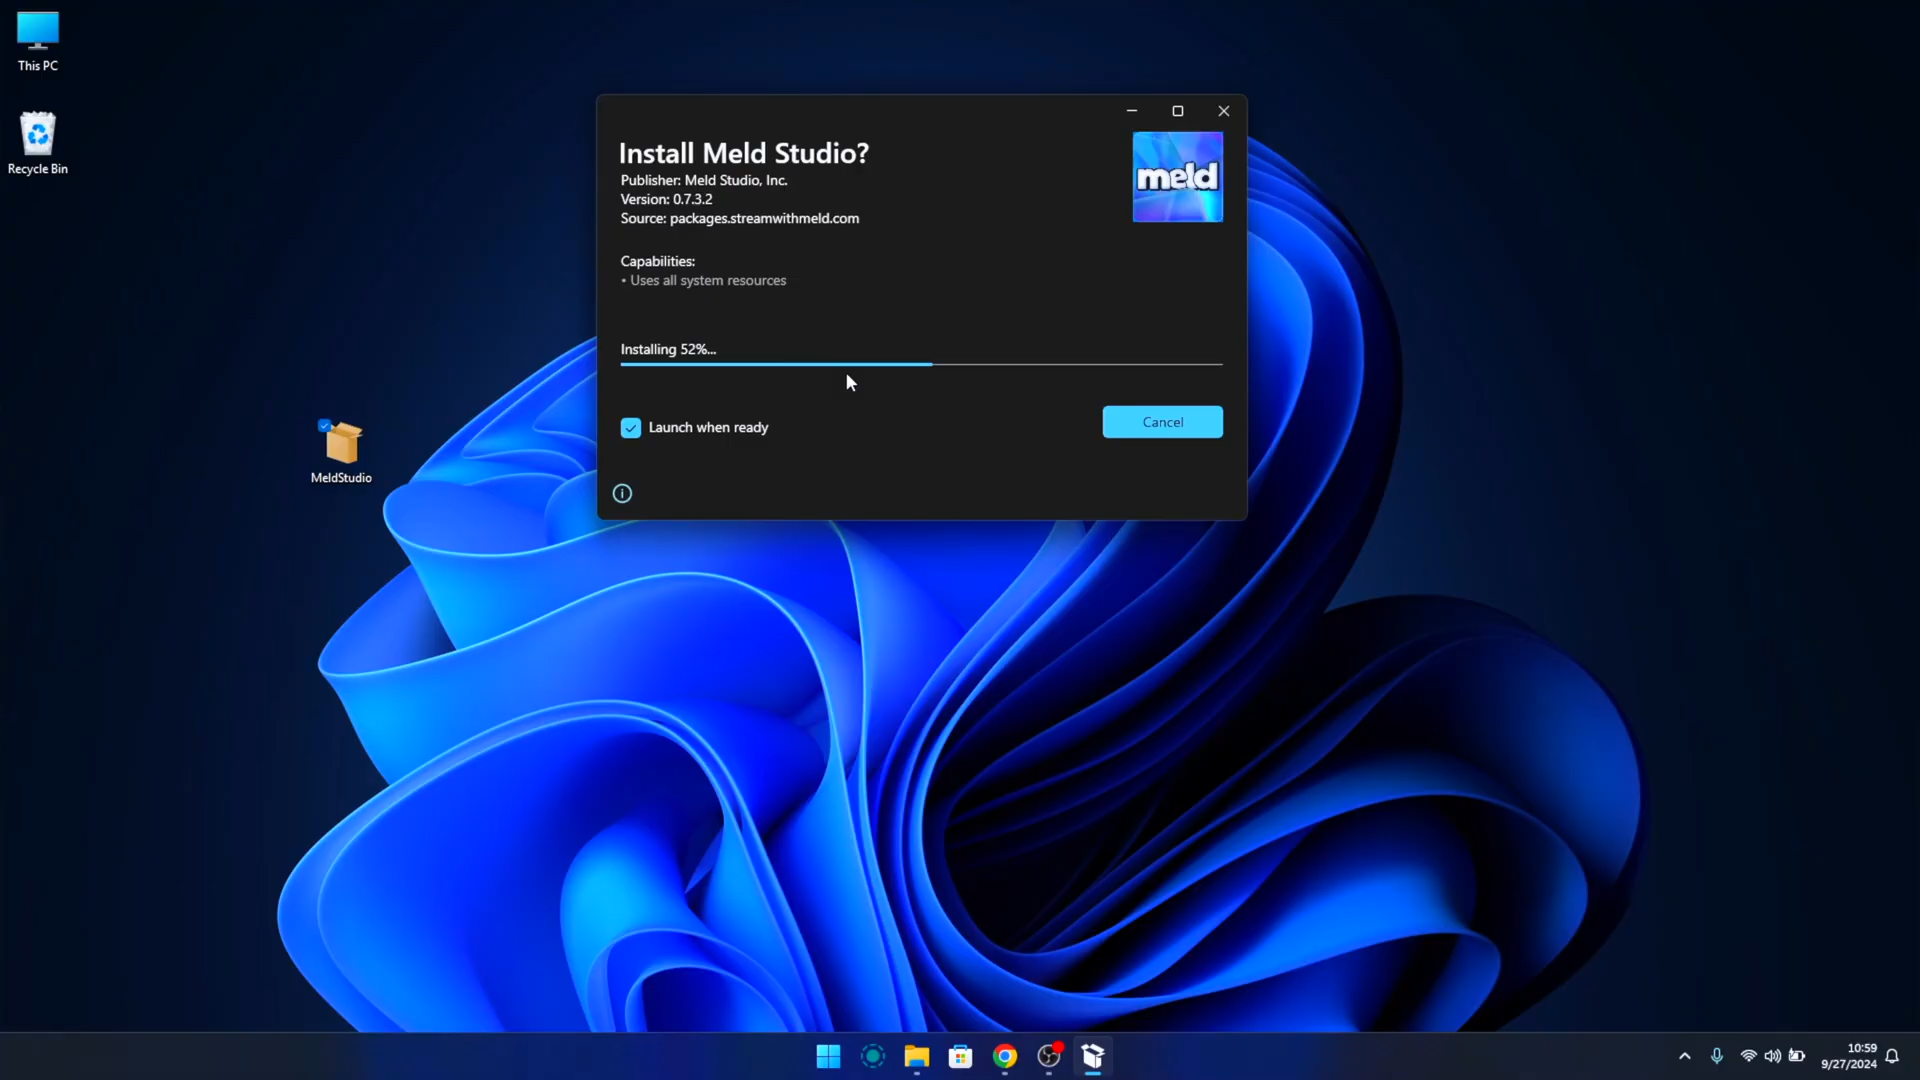 This PC
Recycle Bin
MeldStudio
Install Meld Studio?
Publisher: Meld Studio, Inc.
Version: 0.7.3.2
Source: packages.streamwithmeld.com
meld
Capabilities:
• Uses all system resources
Installing 52%...
Launch when ready
Cancel
10:59
9/27/2024